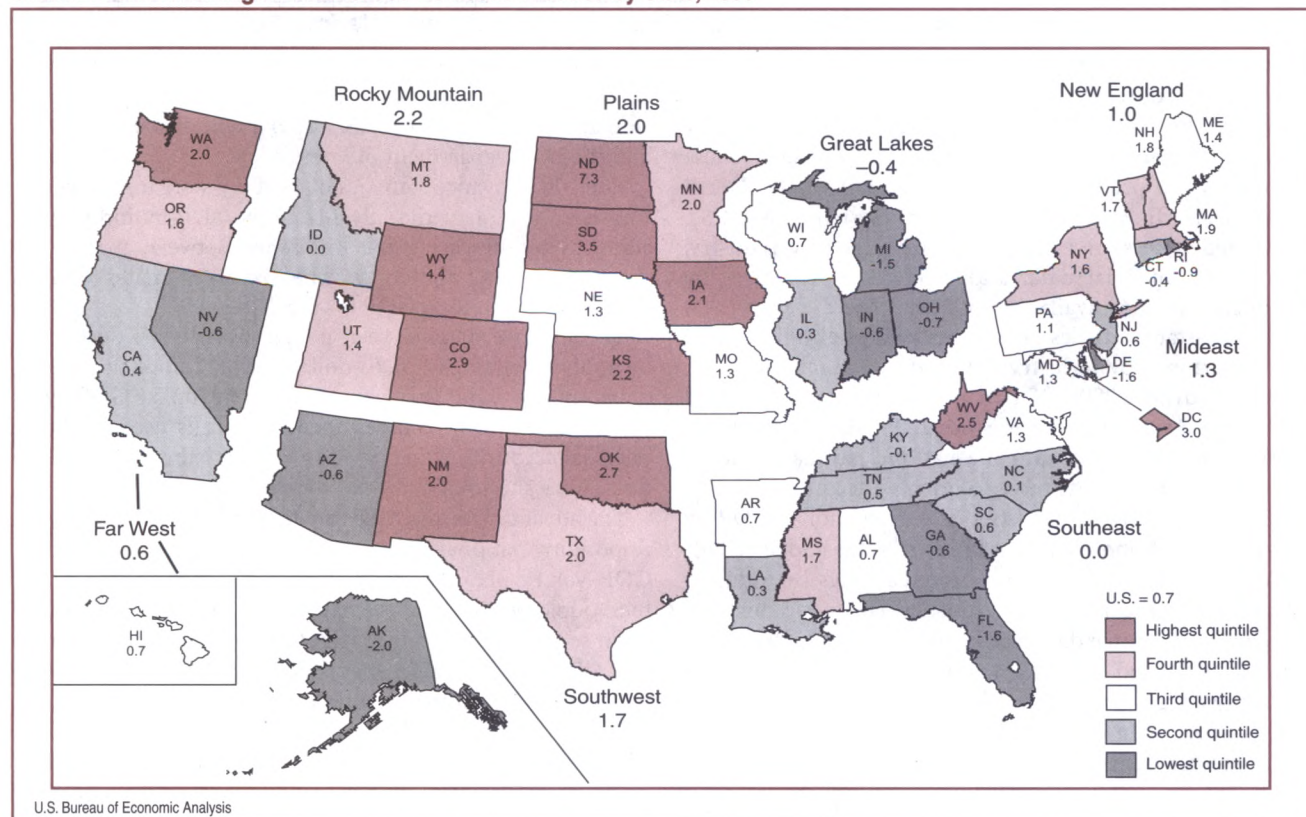 Rocky Mountain
2.2
Plains
2.0
New England
1.0
Great Lakes
-0.4
WA
2.0
OR
1.6
MT
1.8
ID
0.0
WY
4.4
NV
-0.6
CA
0.4
UT
1.4
CO
2.9
ND
7.3
SD
3.5
NE
1.3
KS
2.2
MN
2.0
IA
2.1
MO
1.3
WI
0.7
IL
0.3
MI
-1.5
IN
-0.6
OH
-0.7
NH
1.8
ME
1.4
VT
1.7
MA
1.9
NY
1.6
CT
-0.4
RI
-0.9
PA
1.1
NJ
0.6
MD
1.3
DE
-1.6
Mideast
1.3
DC
3.0
AZ
-0.6
NM
2.0
OK
2.7
TX
2.0
AR
0.7
LA
0.3
MS
1.7
AL
0.7
KY
-0.1
TN
0.5
WV
2.5
VA
1.3
NC
0.1
SC
0.6
GA
-0.6
FL
-1.6
Southeast
0.0
Far West
0.6
HI
0.7
AK
-2.0
Southwest
1.7
U.S. = 0.7
Highest quintile
Fourth quintile
Third quintile
Second quintile
Lowest quintile
U.S. Bureau of Economic Analysis